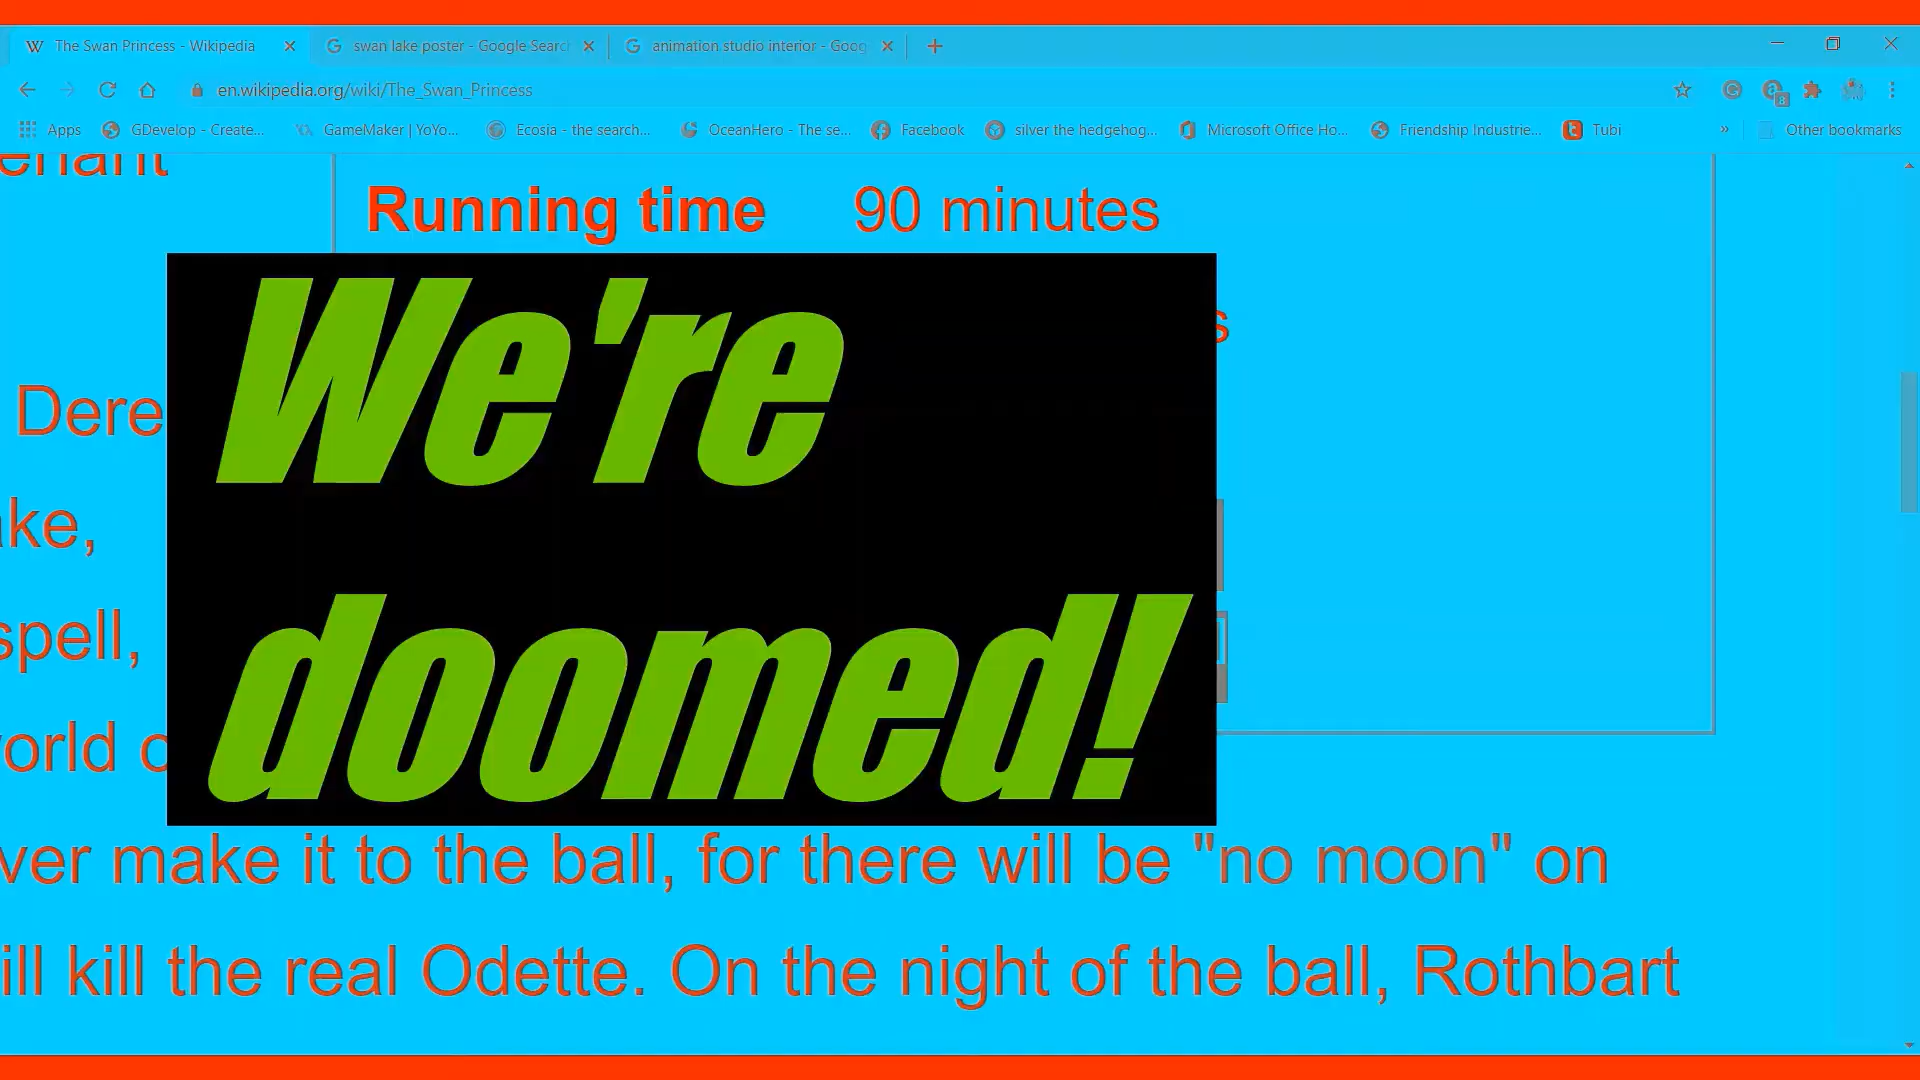 The Swan Princess - Wikipedia
swan lake poster - Google Searc
animation studio interior - Goog
en.wikipedia.org/wiki/The_Swan_Princess
Apps
GDevelop - Create...
GameMaker | YoYo...
Ecosia - the search...
OceanHero - The se...
Facebook
silver the hedgehog...
Microsoft Office Ho...
Friendship Industrie...
Tubi
Other bookmarks
enant
Running time 90 minutes
s
Dere
ke,
spell,
orld
We're
doomed!
ver make it to the ball, for there will be "no moon" on
ill kill the real Odette. On the night of the ball, Rothbart